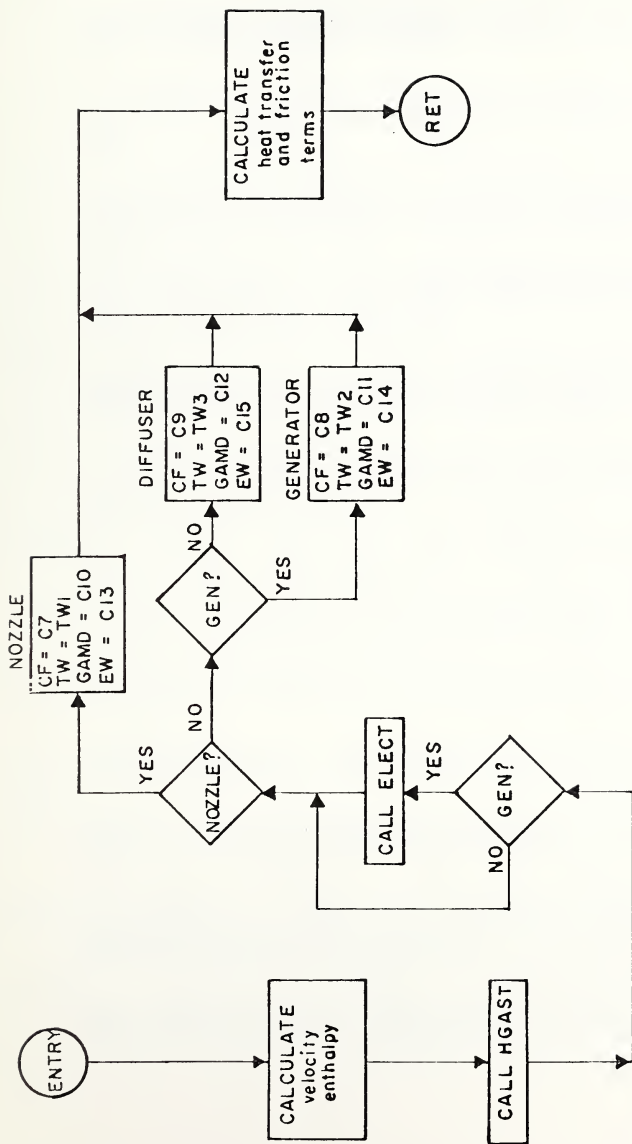 ENTRY
CALCULATE
velocity
enthalpy
CALL HGAST
GEN?
NO
YES
CALL ELECT
NOZZLE?
YES
NO
NOZZLE
CF = C7
TW = TW1
GAMD = C10
EW = C13
GEN?
NO
YES
DIFFUSER
CF = C9
TW = TW3
GAMD = C12
EW = C15
GENERATOR
CF = C8
TW = TW2
GAMD = C11
EW = C14
CALCULATE
heat transfer
and friction
terms
RET